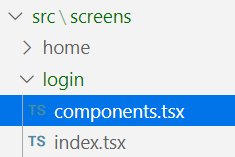 src\screens
home
login
TS components.tsx
TS index.tsx